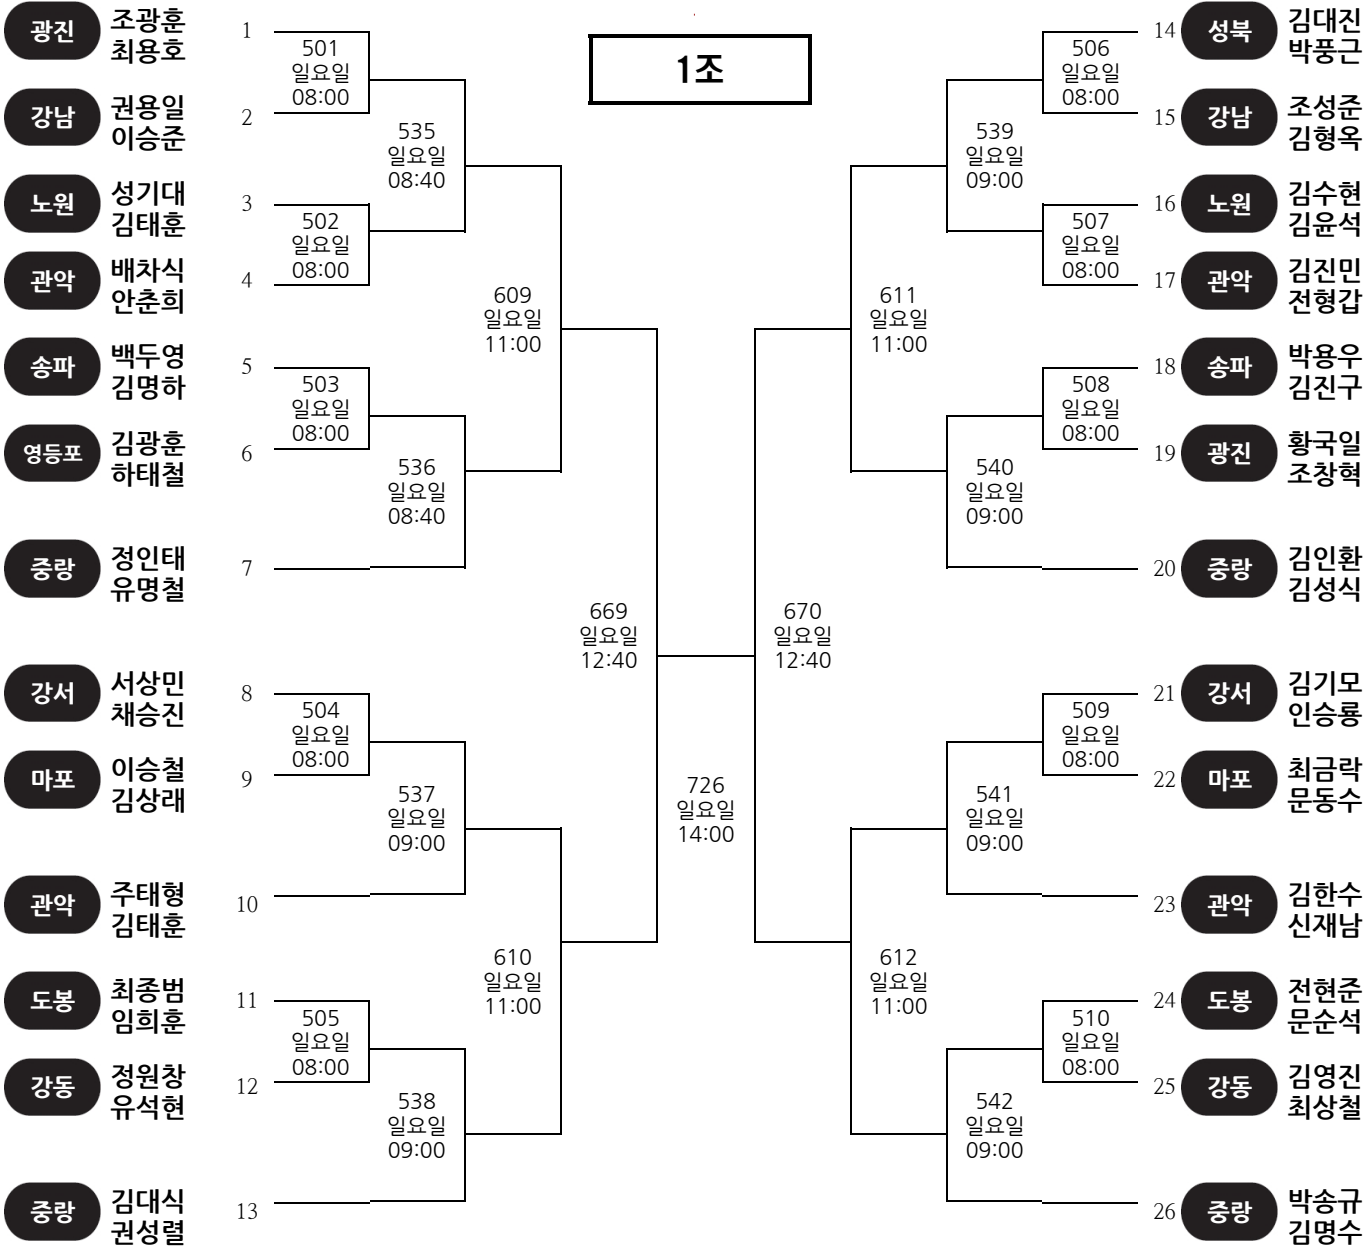 1조
광진
조광훈
최용호
1
501
일요일
08:00
강남
권용일
이승준
2
535
일요일
08:40
노원
성기대
김태훈
3
502
일요일
08:00
관악
배차식
안춘희
4
609
일요일
11:00
송파
백두영
김명하
5
503
일요일
08:00
영등포
김광훈
하태철
6
536
일요일
08:40
중랑
정인태
유명철
7
669
일요일
12:40
강서
서상민
채승진
8
504
일요일
08:00
마포
이승철
김상래
9
537
일요일
09:00
관악
주태형
김태훈
10
610
일요일
11:00
도봉
최종범
임희훈
11
505
일요일
08:00
강동
정원창
유석현
12
538
일요일
09:00
중랑
김대식
권성렬
13
726
일요일
14:00
14
성북
김대진
박풍근
506
일요일
08:00
15
강남
조성준
김형옥
539
일요일
09:00
16
노원
김수현
김윤석
507
일요일
08:00
17
관악
김진민
전형갑
611
일요일
11:00
18
송파
박용우
김진구
508
일요일
08:00
19
광진
황국일
조창혁
540
일요일
09:00
20
중랑
김인환
김성식
670
일요일
12:40
21
강서
김기모
인승룡
509
일요일
08:00
22
마포
최금락
문동수
541
일요일
09:00
23
관악
김한수
신재남
612
일요일
11:00
24
도봉
전현준
문순석
510
일요일
08:00
25
강동
김영진
최상철
542
일요일
09:00
26
중랑
박송규
김명수